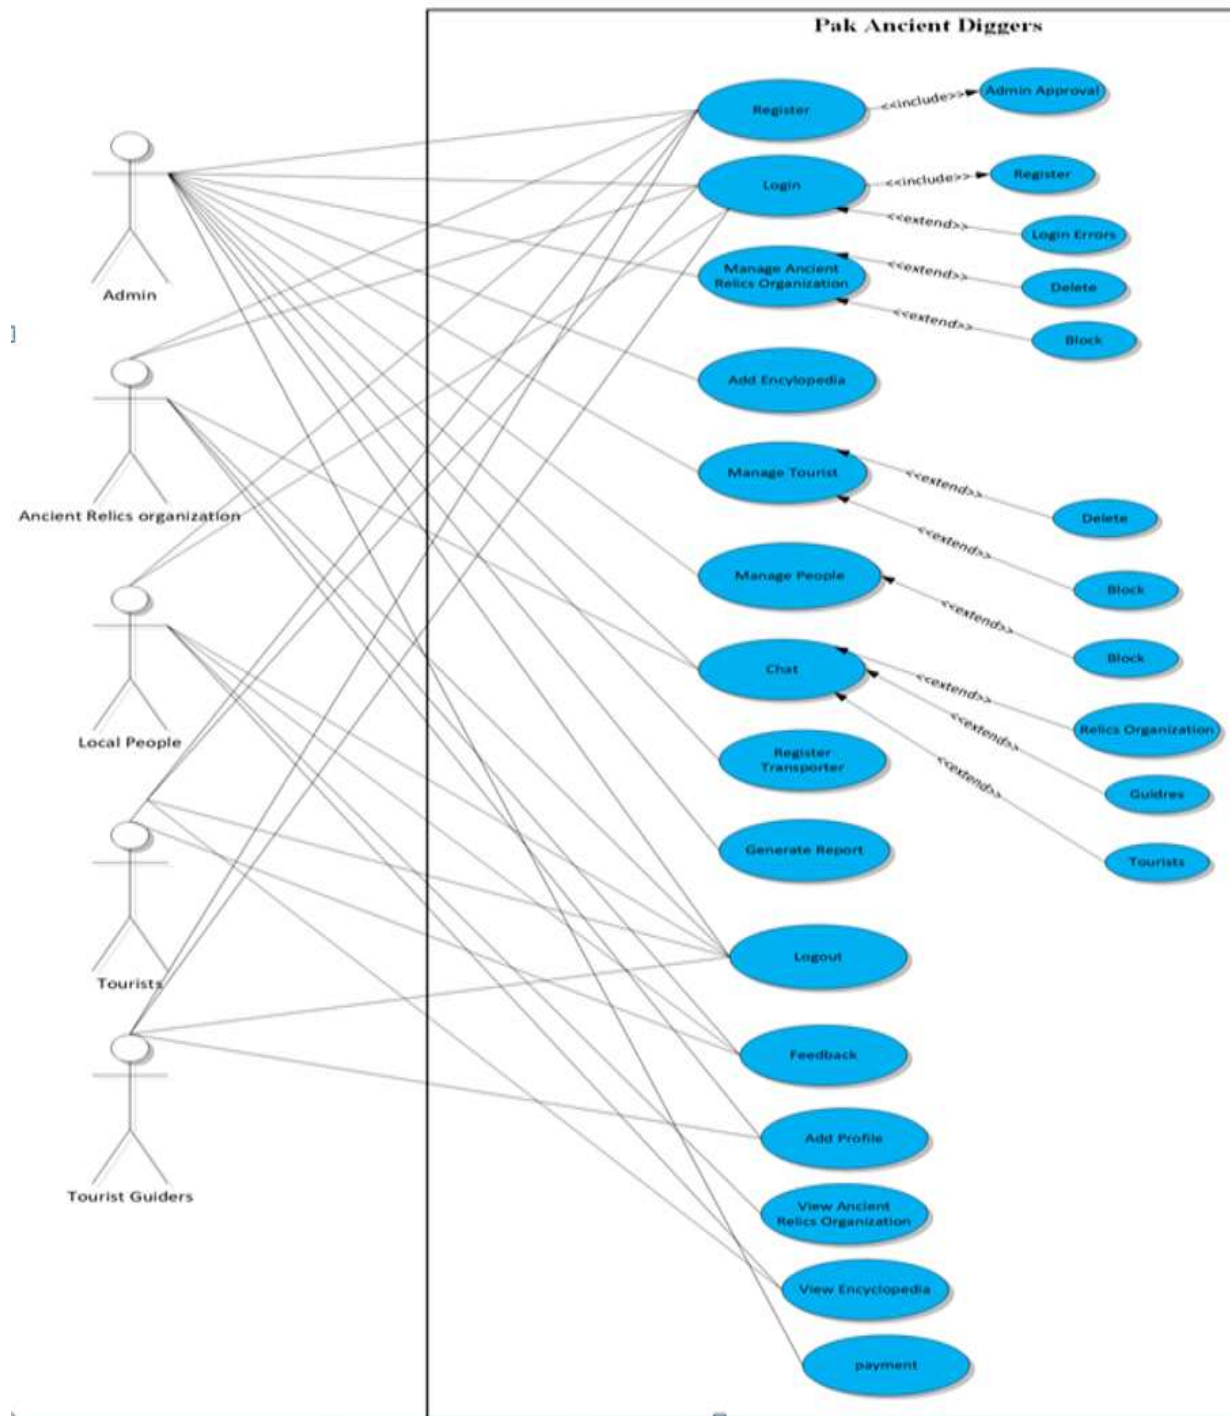 Pak Ancient Diggers
Register
<<include>>
Admin Approval
Login
<<include>>
Register
<<extend>>
Login Errors
Admin
Manage Ancient
Relics Organization
<<extend>>
Delete
<<extend>>
Block
Add Encylopedia
Manage Tourist
<<extend>>
Delete
Ancient Relics organization
<<extend>>
Block
Manage People
<<extend>>
Block
Chat
<<extend>>
Relics Organization
<<extend>>
Guidres
<<extend>>
Tourists
Local People
Register
Transporter
Generate Report
Logout
Tourists
Feedback
Add Profile
Tourist Guiders
View Ancient
Relics Organization
View Encyclopedia
payment